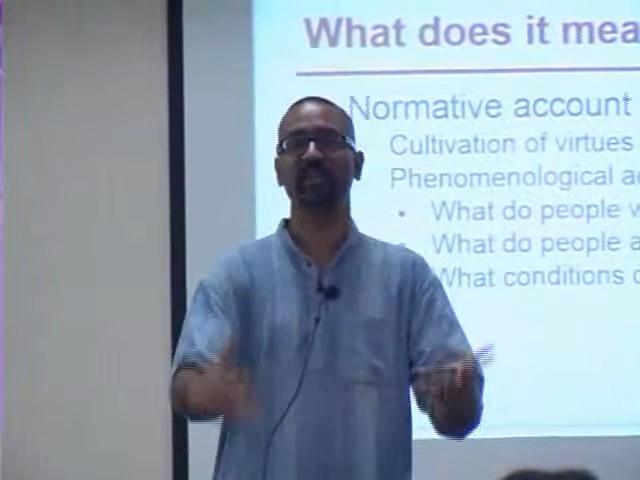 What does it mea
Normative account
Cultivation of virtues
Phenomenological a
What do people w
What do people a
What conditions